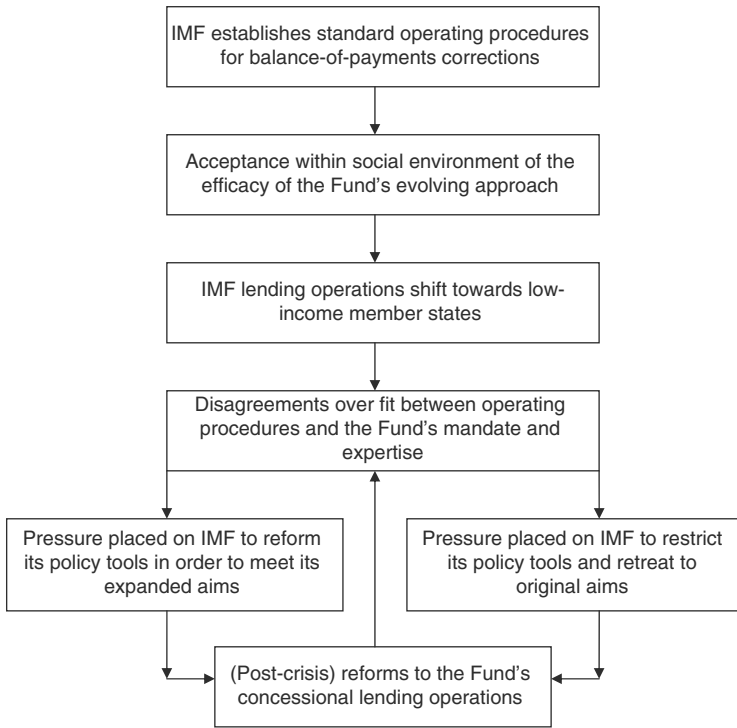 IMF establishes standard operating procedures
for balance-of-payments corrections
Acceptance within social environment of the
efficacy of the Fund's evolving approach
IMF lending operations shift towards low-
income member states
Disagreements over fit between operating
procedures and the Fund's mandate and
expertise
Pressure placed on IMF to reform
its policy tools in order to meet its
expanded aims
Pressure placed on IMF to restrict
its policy tools and retreat to
original aims
(Post-crisis) reforms to the Fund's
concessional lending operations